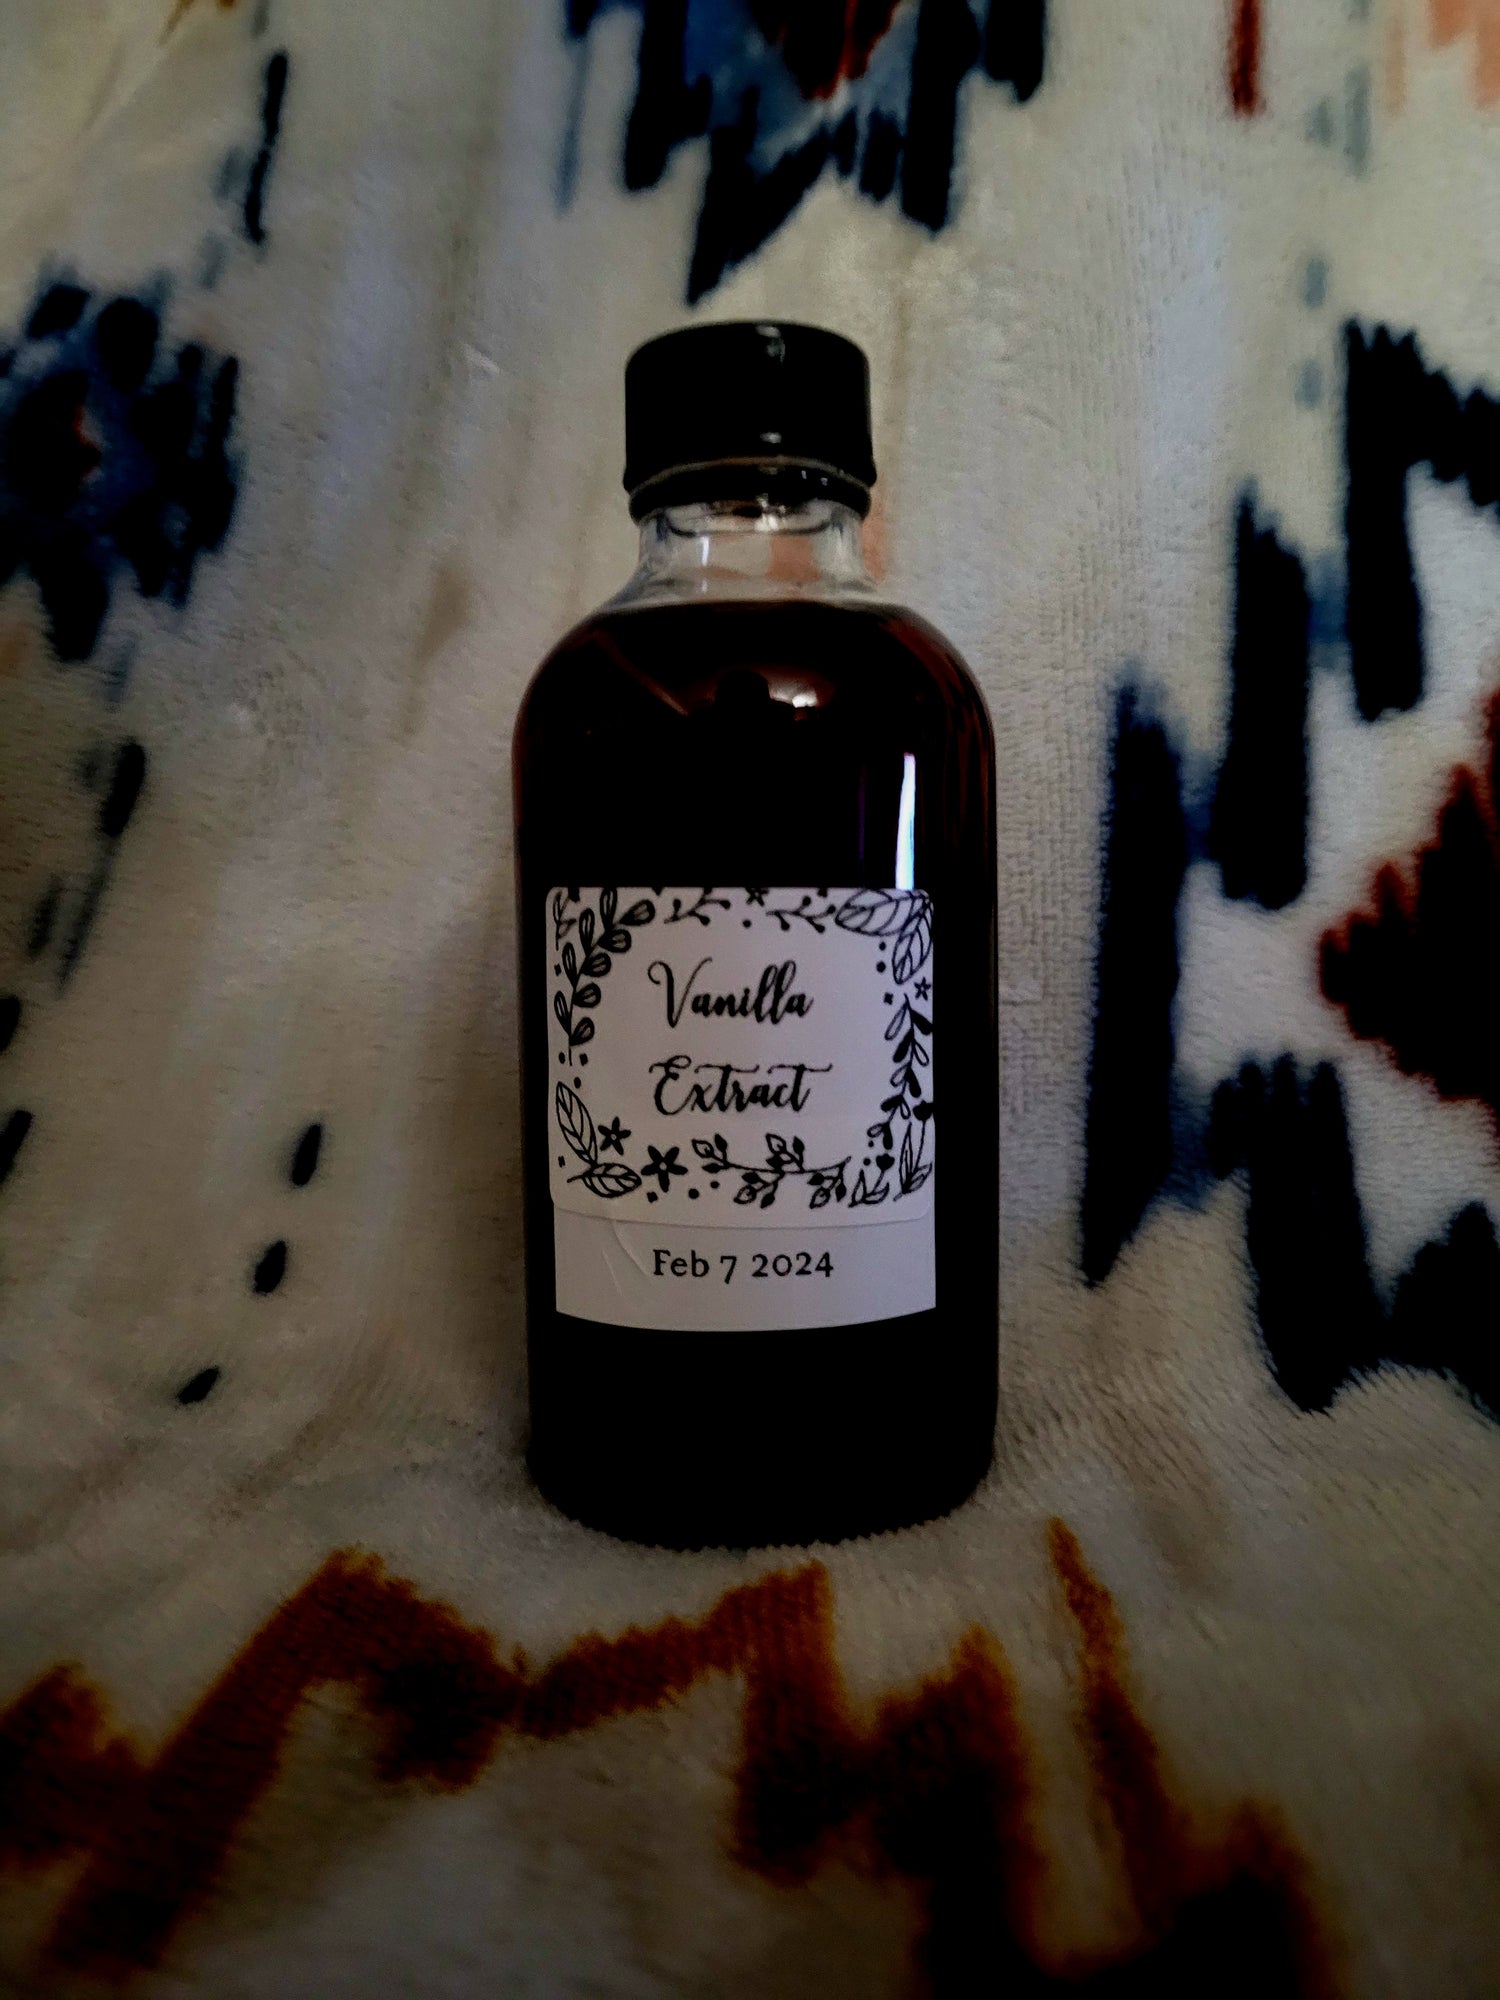 Vanilla
Extract
Feb 7 2024